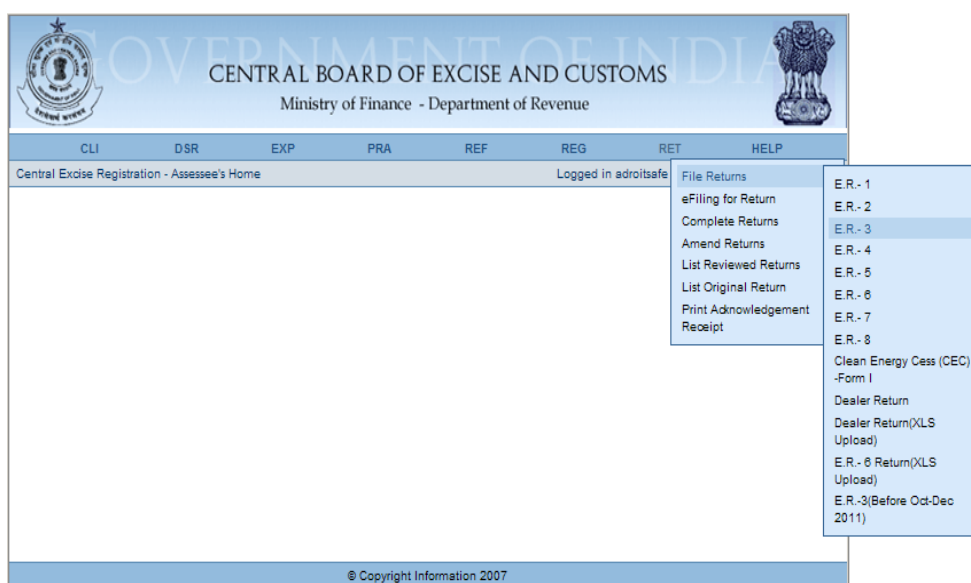 GOVERNMENT OF INDIA
CENTRAL BOARD OF EXCISE AND CUSTOMS
Ministry of Finance - Department of Revenue
CLI DSR EXP PRA REF REG RET HELP
Central Excise Registration - Assessee's Home Logged in adroitsafe
File Returns
eFiling for Return
Complete Returns
Amend Returns
List Reviewed Returns
List Original Return
Print Acknowledgement
Receipt
E.R.- 1
E.R.- 2
E.R.- 3
E.R.- 4
E.R.- 5
E.R.- 6
E.R.- 7
E.R.- 8
Clean Energy Cess (CEC)
-Form I
Dealer Return
Dealer Return(XLS
Upload)
E.R.- 6 Return(XLS
Upload)
E.R.-3(Before Oct-Dec
2011)
© Copyright Information 2007